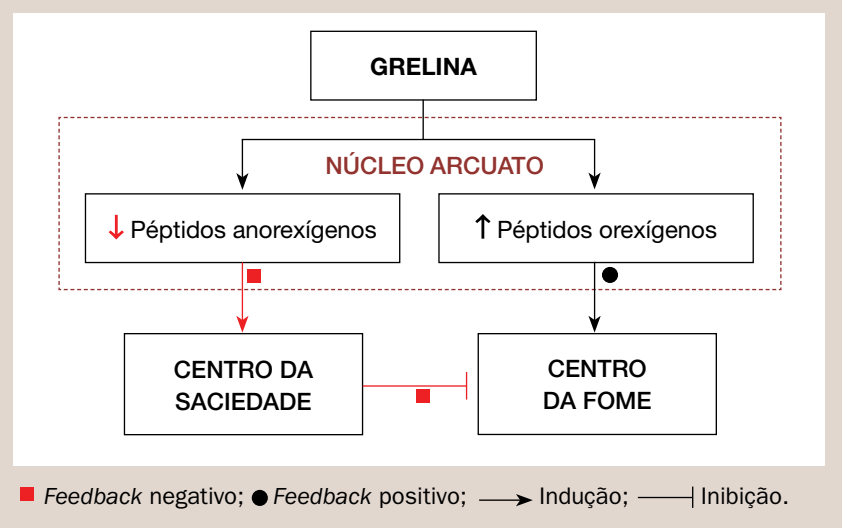 GRELINA
NÚCLEO ARCUATO
↓ Péptidos anorexígenos
↑ Péptidos orexígenos
CENTRO DA
SACIEDADE
CENTRO
DA FOME
Feedback negativo; Feedback positivo; Indução; Inibição.